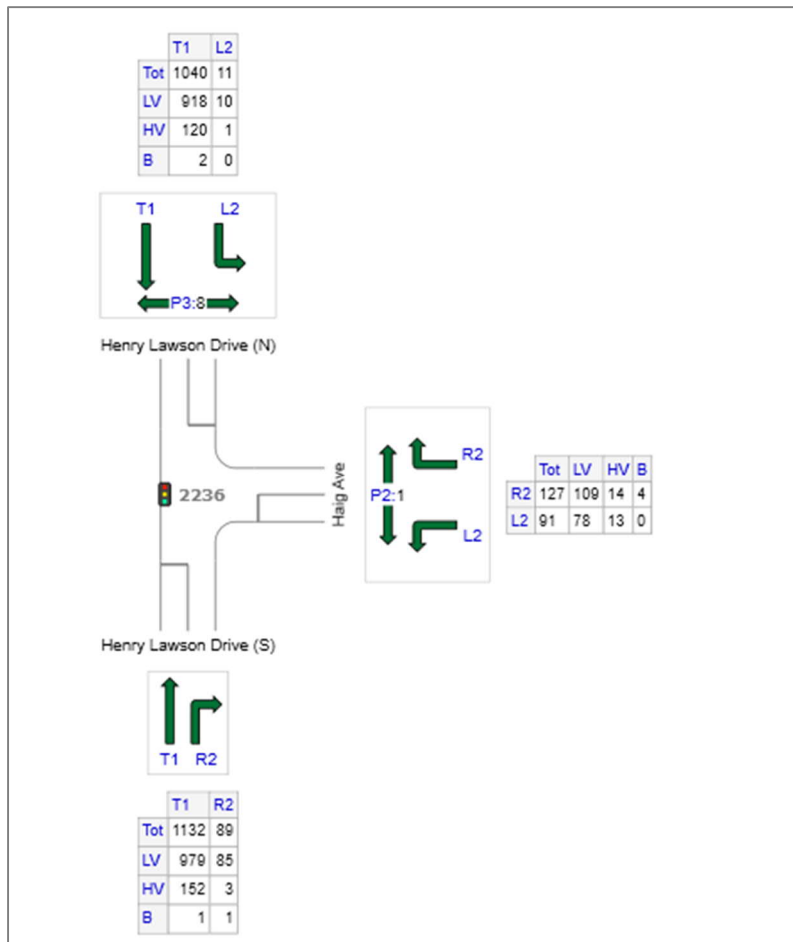 T1 L2
Tot 1040 11
LV 918 10
HV 120 1
B 2 0
T1 L2
P3:8
Henry Lawson Drive (N)
R2
P2:1
L2
Haig Ave
Tot LV HV B
R2 127 109 14 4
L2 91 78 13 0
2236
Henry Lawson Drive (S)
T1 R2
T1 R2
Tot 1132 89
LV 979 85
HV 152 3
B 1 1